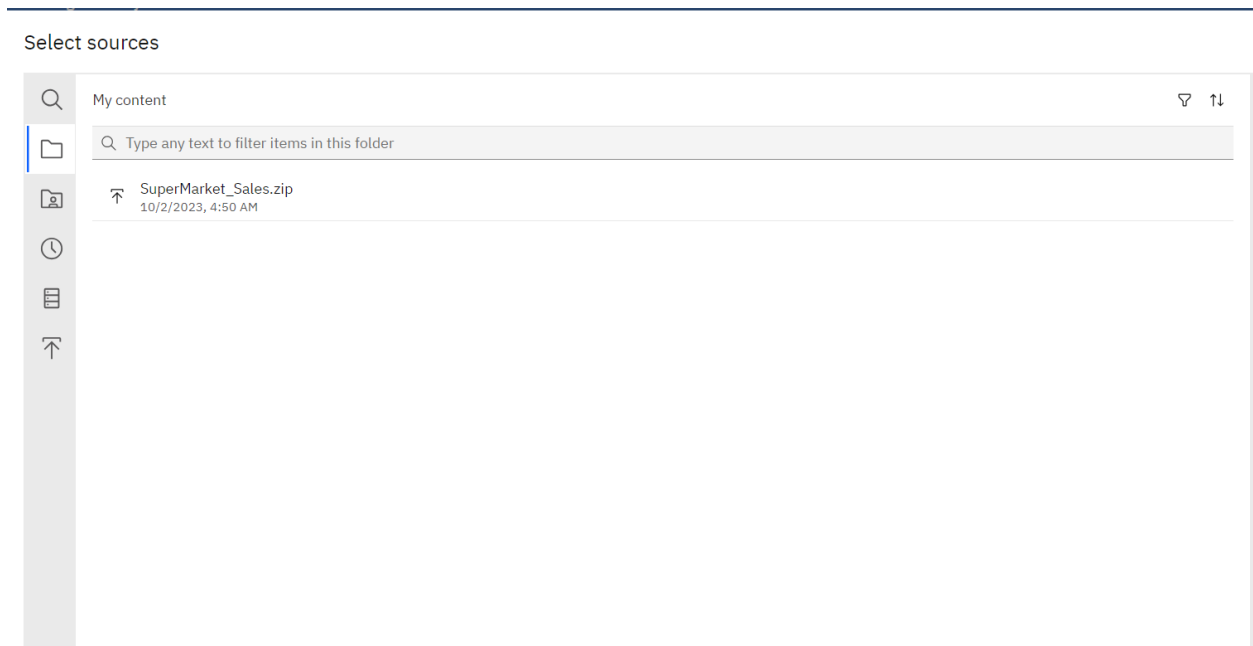 Select sources
My content
Type any text to filter items in this folder
SuperMarket_Sales.zip
10/2/2023, 4:50 AM